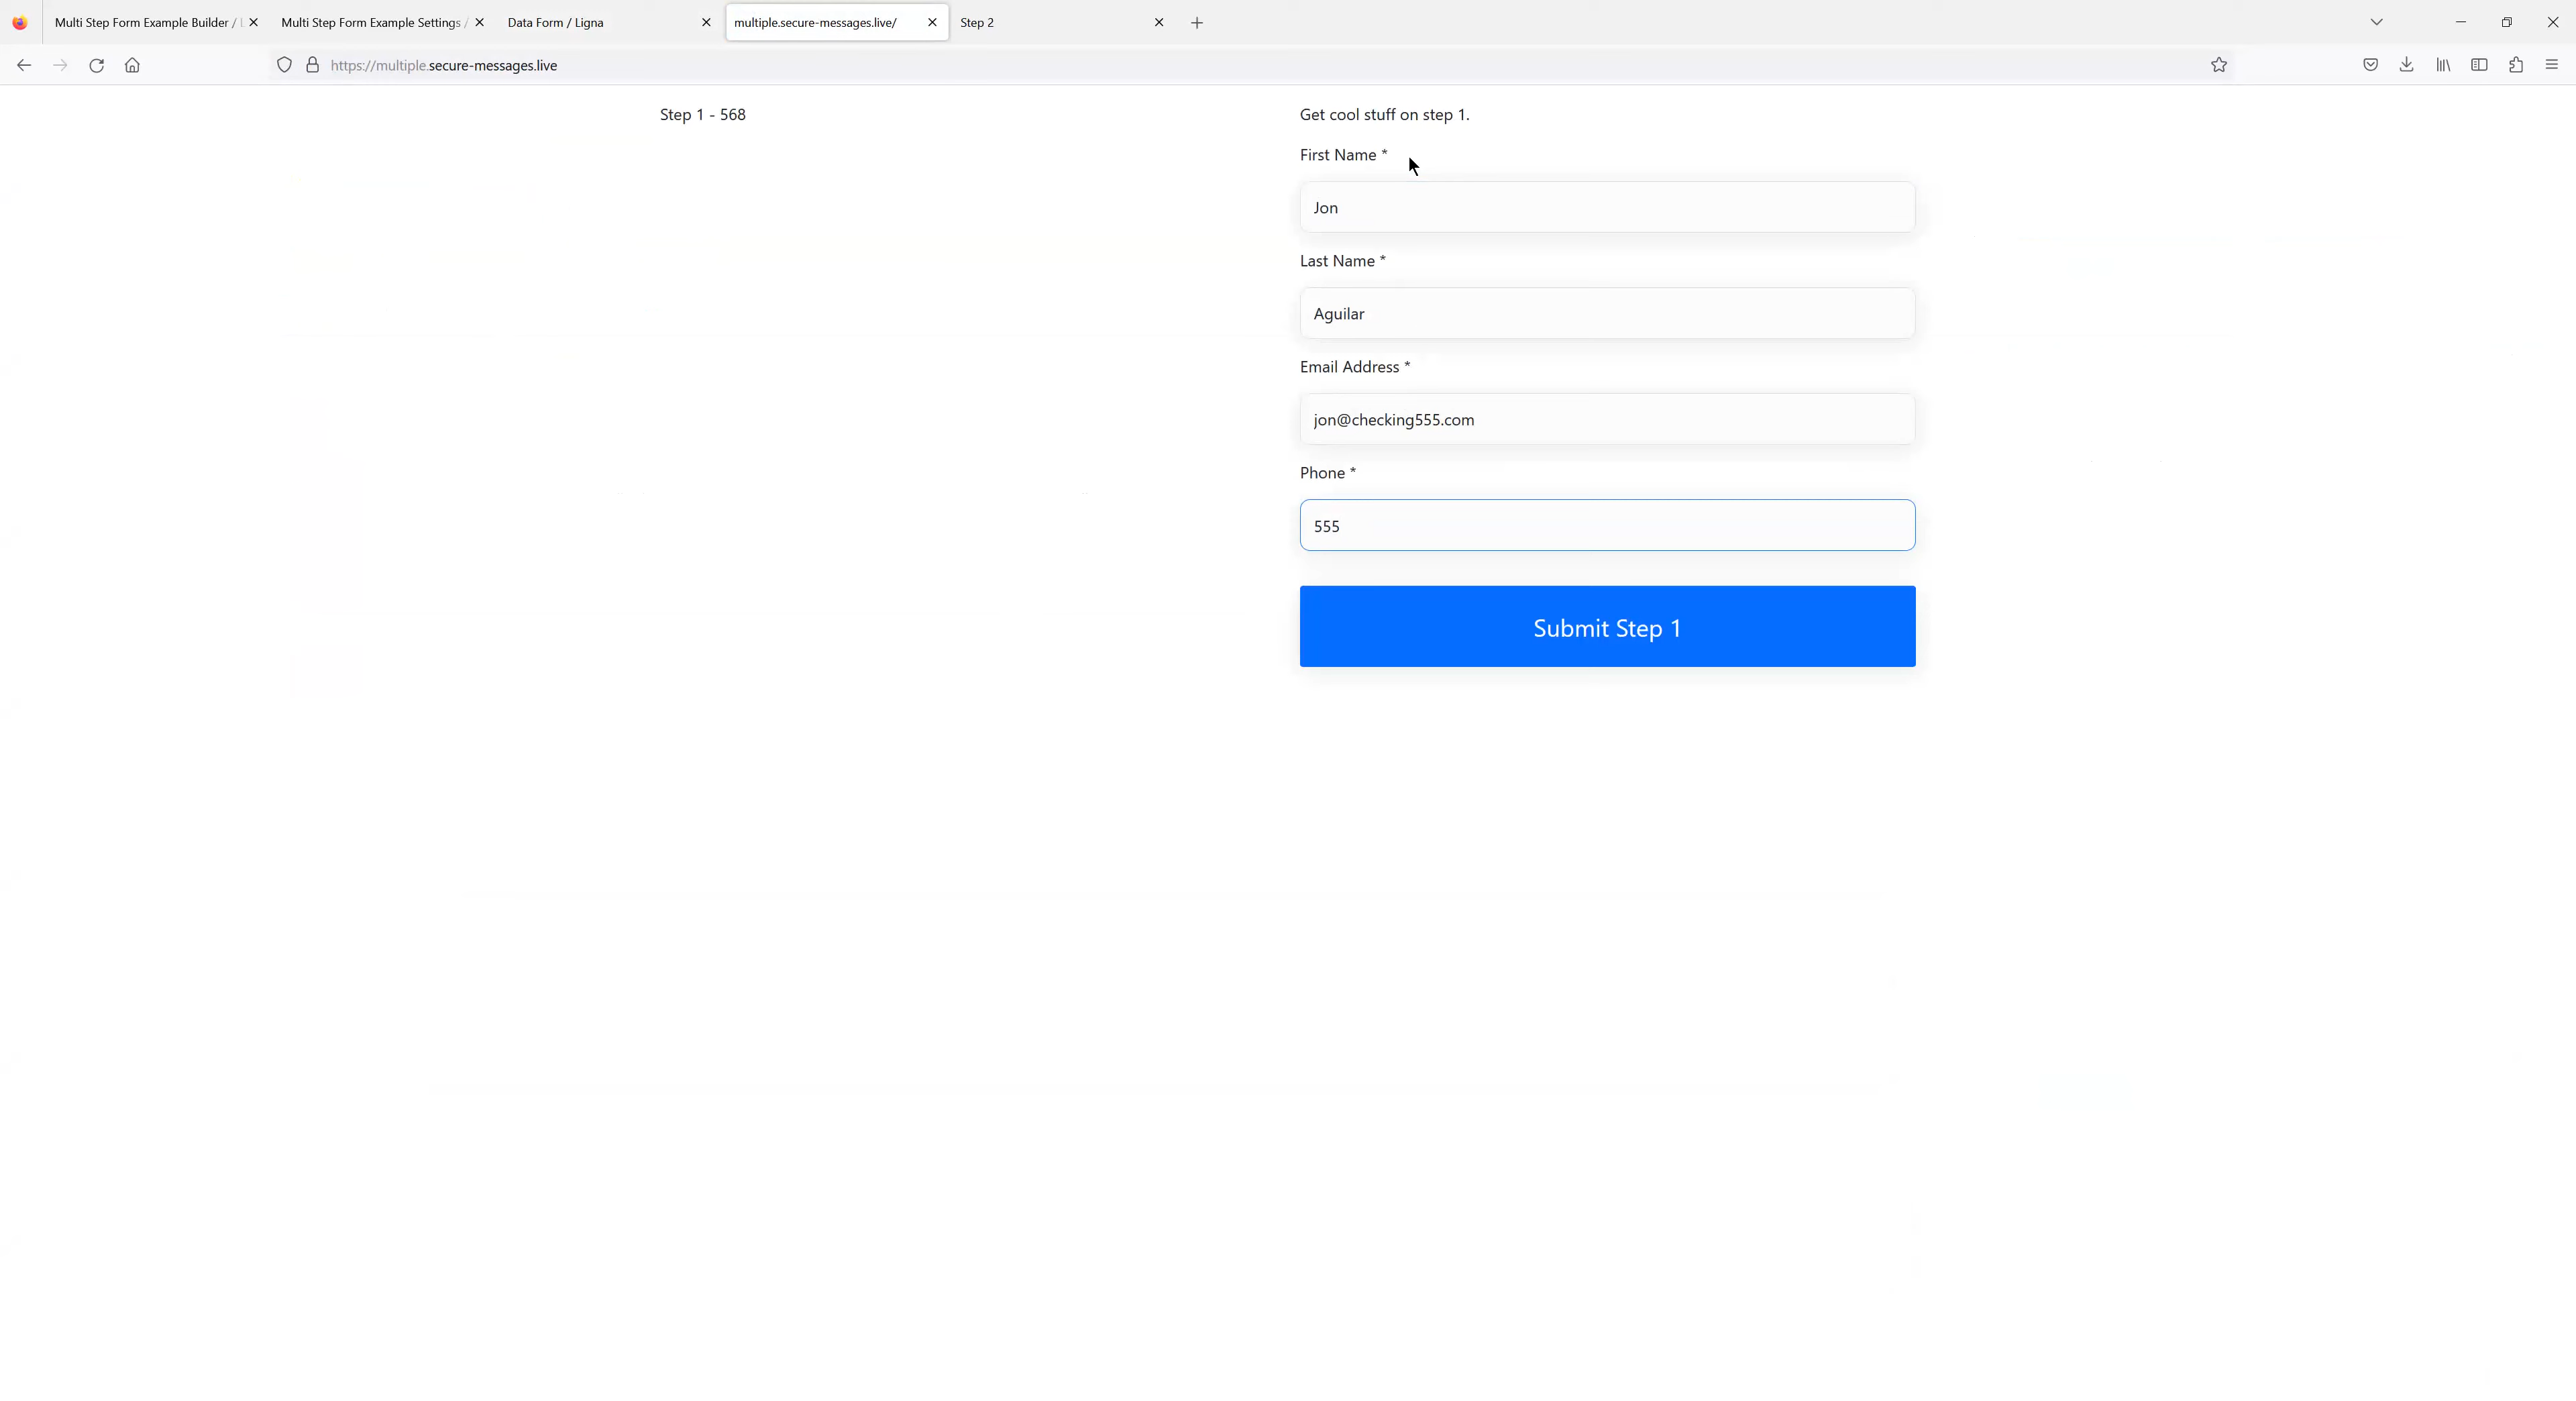 Multi Step Form Example Builder / L
Multi Step Form Example Settings /
Data Form / Ligna
multiple.secure-messages.live/
Step 2
https://multiple.secure-messages.live
Step 1 - 568
Get cool stuff on step 1.
First Name *
Jon
Last Name *
Aguilar
Email Address *
jon@checking555.com
Phone *
555
Submit Step 1